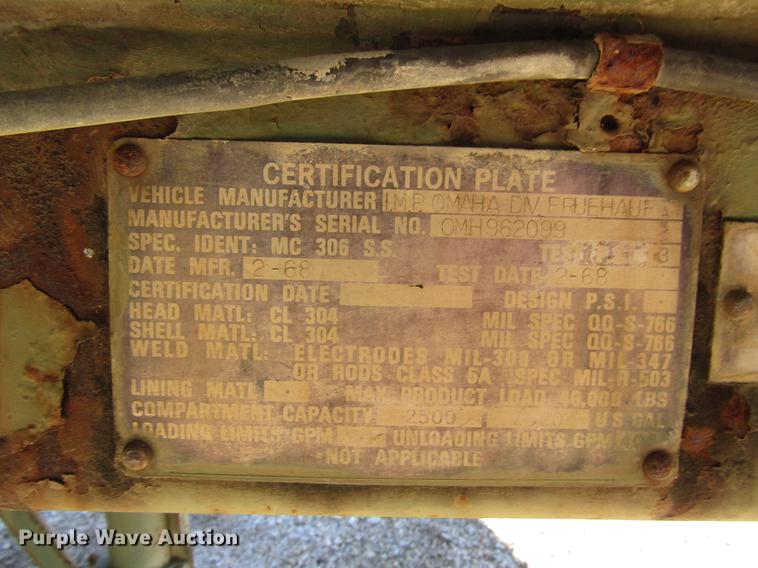 CERTIFICATION PLATE
VEHICLE MANUFACTURER I.M.P. OMAHA DIV. FRUEHAUF
MANUFACTURER'S SERIAL NO. OMH962099
SPEC. IDENT: MC 306 S.S. 3
DATE MFR. 2-68 TEST DATE 2-68
CERTIFICATION DATE DESIGN P.S.I.
HEAD MATL: CL 304 MIL SPEC QQ-S-766
SHELL MATL: CL 304 MIL SPEC QQ-S-766
WELD MATL: ELECTRODES MIL-308 OR MIL-347
OR RODS CLASS 6A SPEC MIL-R-503
LINING MATL MAX PRODUCT LOAD LBS
COMPARTMENT CAPACITY 2500 US GAL
LOADING LIMITS GPM UNLOADING LIMITS GPM
NOT APPLICABLE
Purple Wave Auction